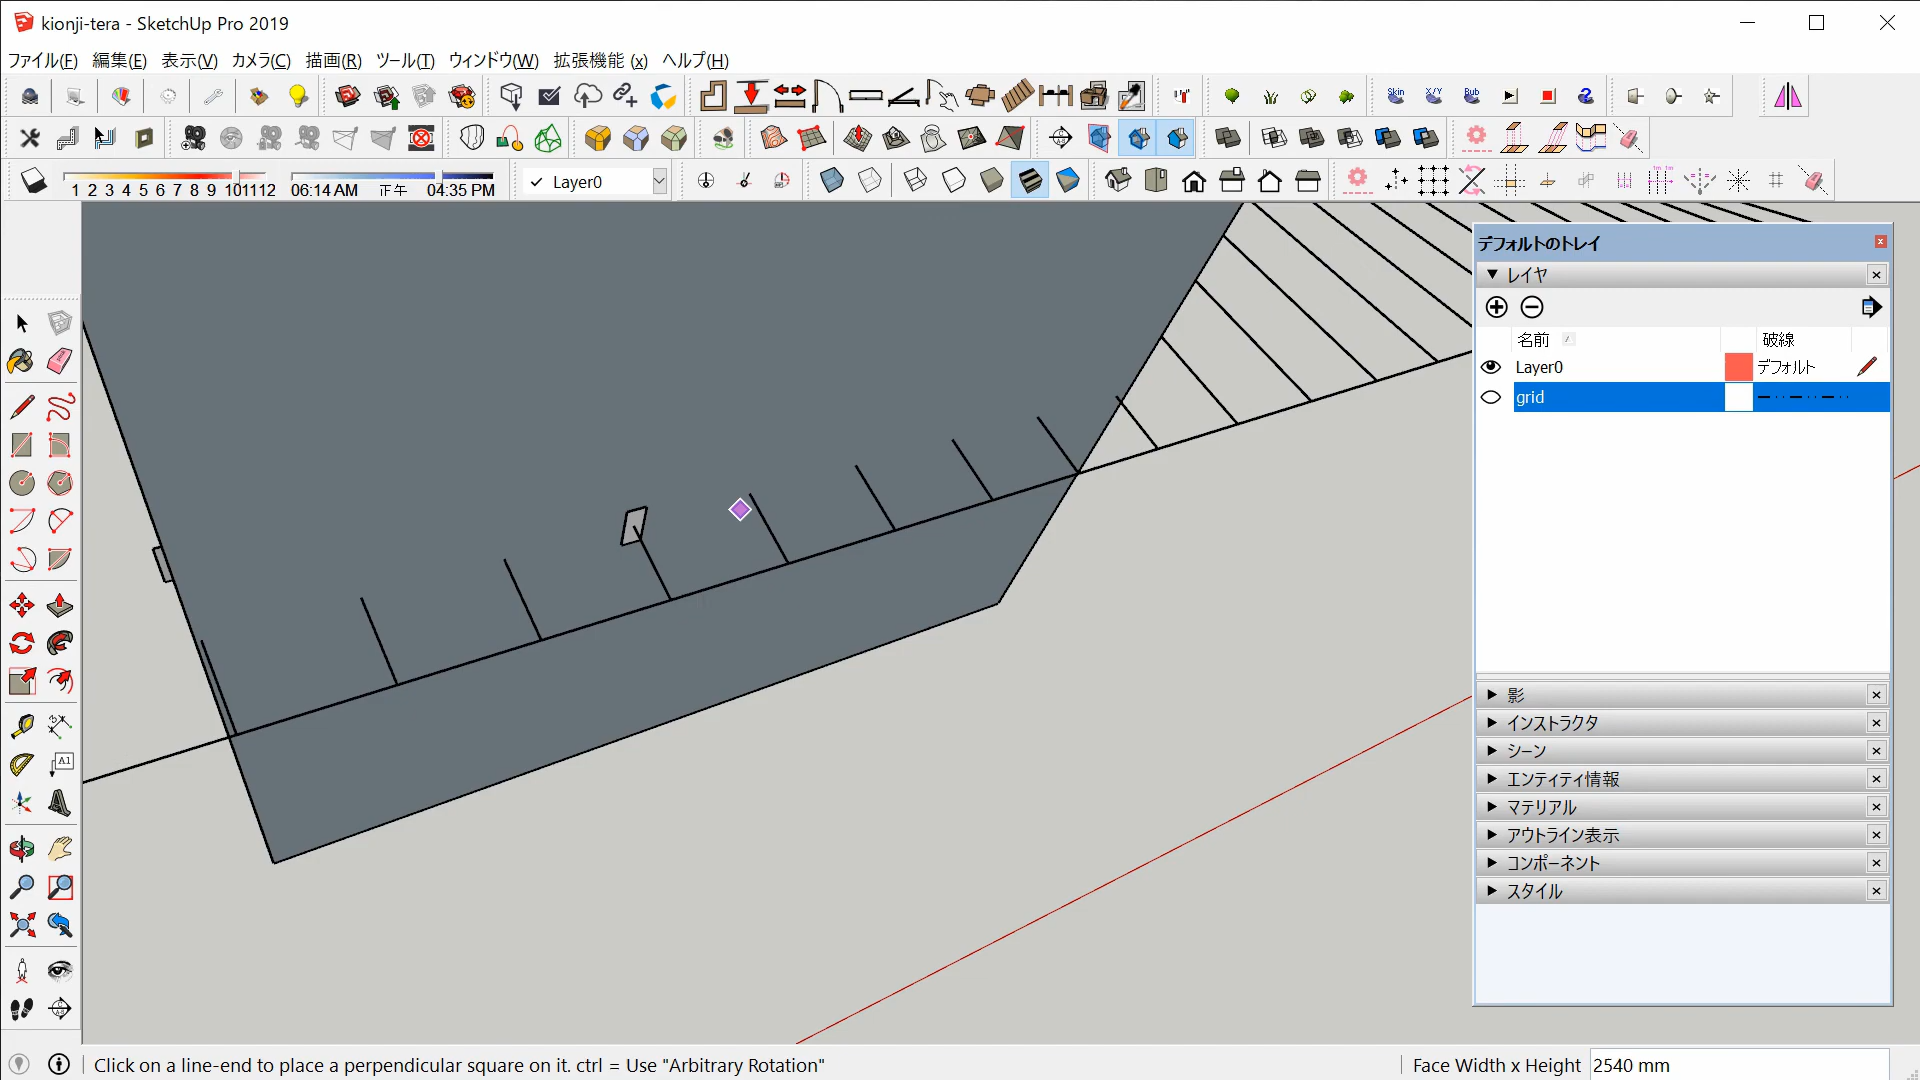 kionji-tera - SketchUp Pro 2019
ファイル(F) 編集(E) 表示(V) カメラ(C) 描画(R) ツール(T) ウィンドウ(W) 拡張機能 (x) ヘルプ(H)
Skin X/Y Bub
1 2 3 4 5 6 7 8 9 101112 06:14 AM 正午 04:35 PM Layer0
デフォルトのトレイ
レイヤ
名前 破線
Layer0 デフォルト
grid
影
インストラクタ
シーン
エンティティ情報
マテリアル
アウトライン表示
コンポーネント
スタイル
A1
Click on a line-end to place a perpendicular square on it. ctrl = Use "Arbitrary Rotation" Face Width x Height 2540 mm